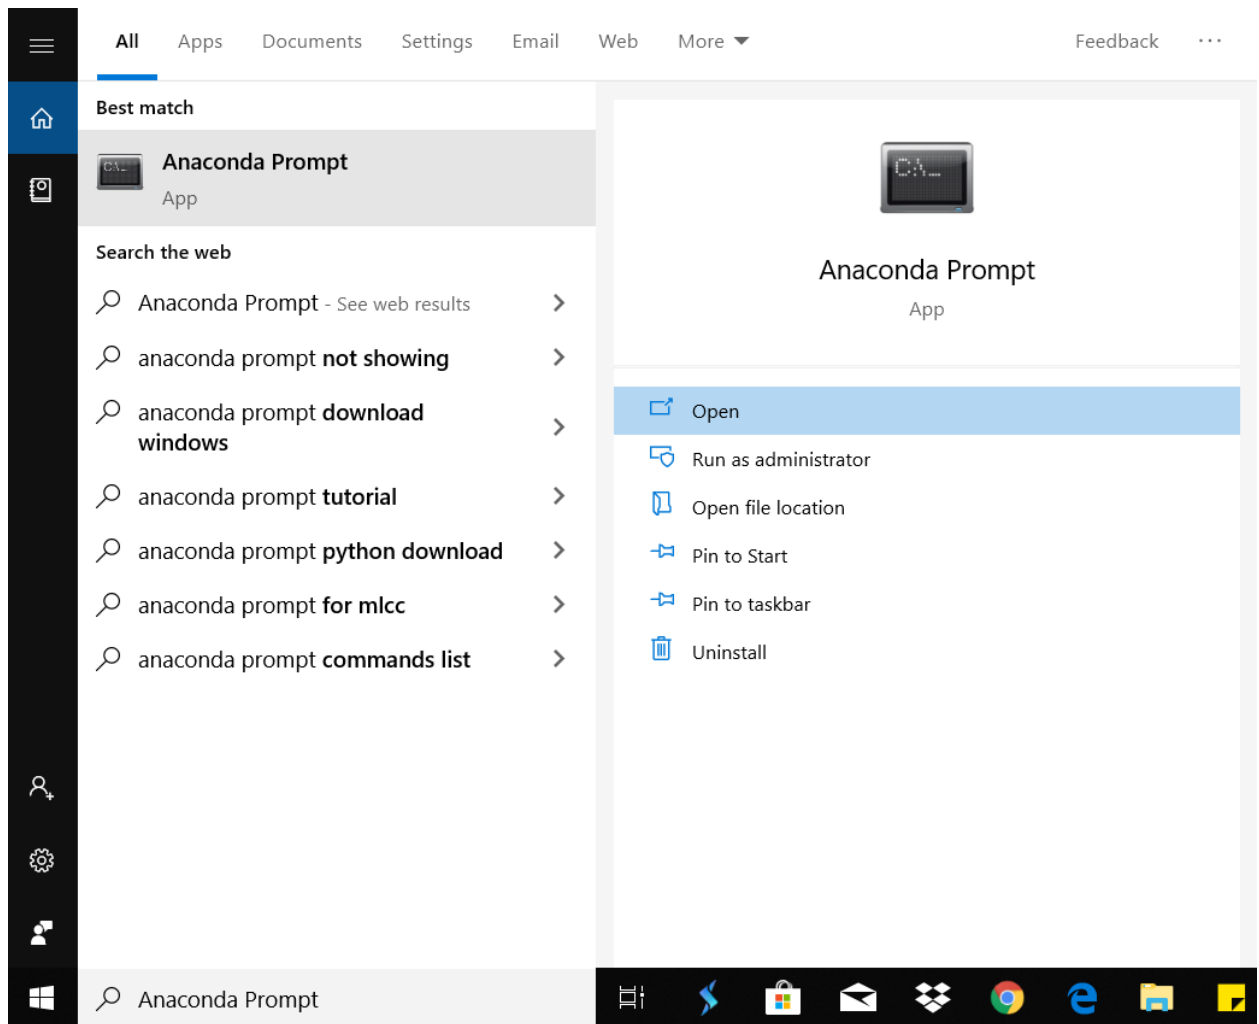 All Apps Documents Settings Email Web More Feedback ...
Best match
Anaconda Prompt
App
Search the web
Anaconda Prompt - See web results
anaconda prompt not showing
anaconda prompt download
windows
anaconda prompt tutorial
anaconda prompt python download
anaconda prompt for mlcc
anaconda prompt commands list
C:\_
Anaconda Prompt
App
Open
Run as administrator
Open file location
Pin to Start
Pin to taskbar
Uninstall
Anaconda Prompt